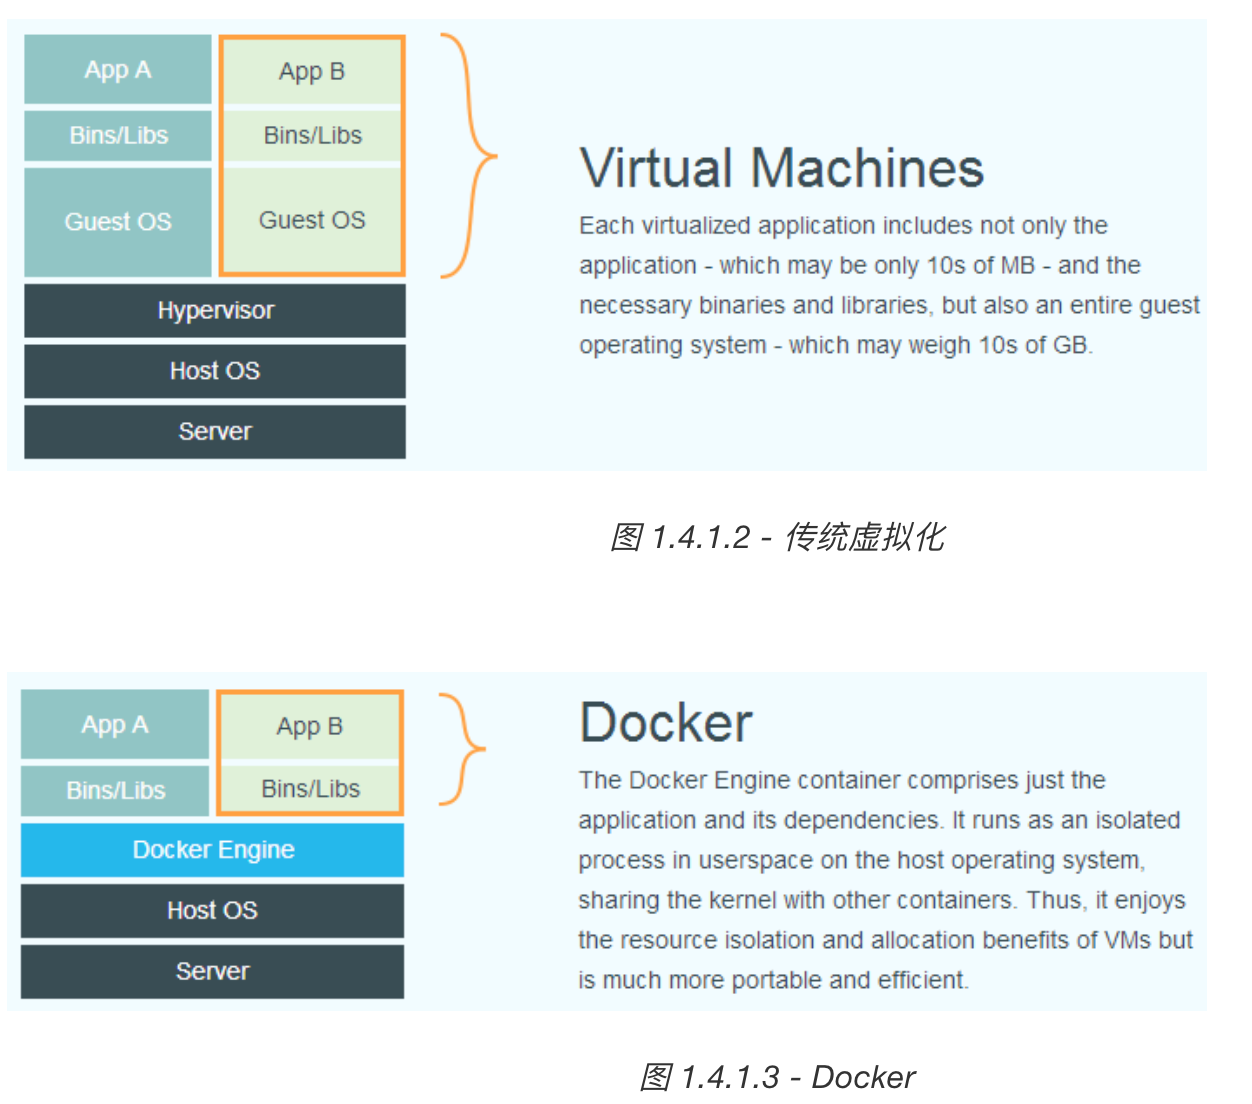 App A
App B
Bins/Libs
Bins/Libs
Guest OS
Guest OS
Hypervisor
Host OS
Server
Virtual Machines
Each virtualized application includes not only the
application - which may be only 10s of MB - and the
necessary binaries and libraries, but also an entire guest
operating system - which may weigh 10s of GB.
图 1.4.1.2 - 传统虚拟化
App A
App B
Bins/Libs
Bins/Libs
Docker Engine
Host OS
Server
Docker
The Docker Engine container comprises just the
application and its dependencies. It runs as an isolated
process in userspace on the host operating system,
sharing the kernel with other containers. Thus, it enjoys
the resource isolation and allocation benefits of VMs but
is much more portable and efficient.
图 1.4.1.3 - Docker